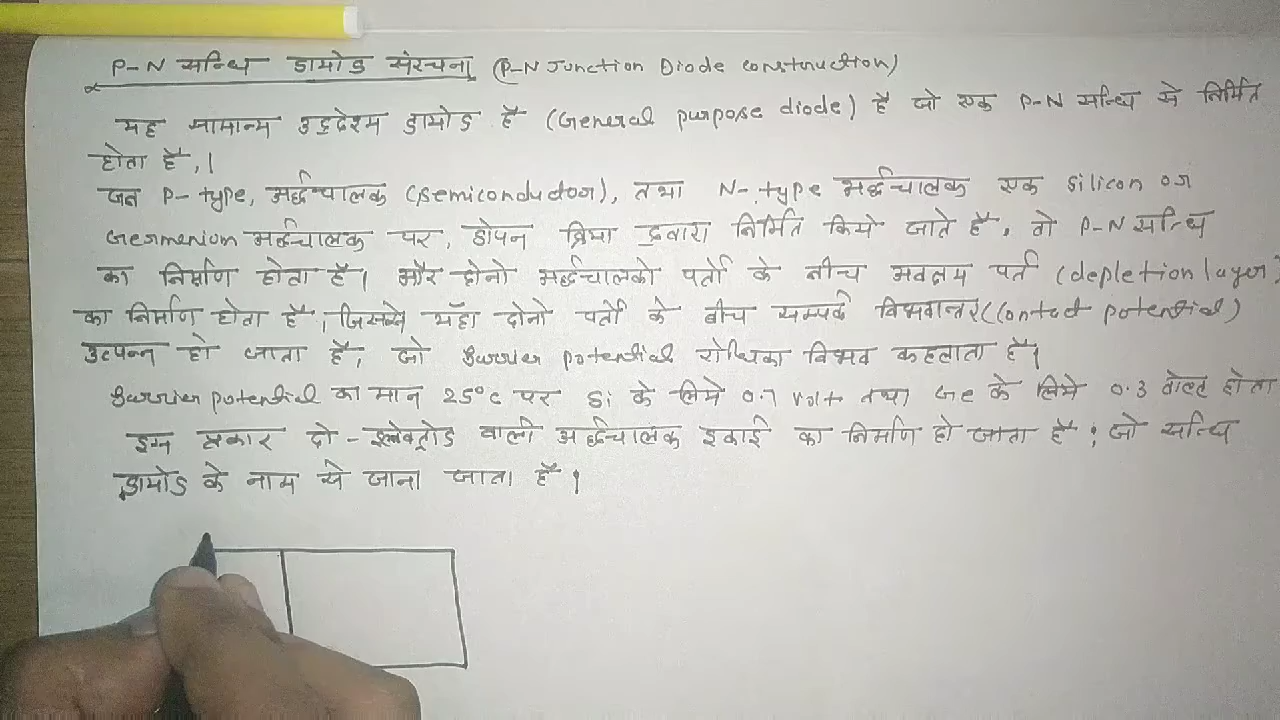 P-N सन्धि डायोड संरचना (P-N Junction Diode construction)
यह सामान्य उद्देश्य डायोड है (General purpose diode) है जो एक P-N सन्धि से निर्मित
होता है,।
जब P-type, अर्द्धचालक (semiconductor), तथा N-type अर्द्धचालक एक silicon or
Germenium अर्द्धचालक पर, डोपन क्रिया द्वारा निर्मित किये जाते है, तो P-N सन्धि
का निर्माण होता है। और दोनो अर्द्धचालको पर्तो के बीच अवक्षय पर्त (depletion layer)
का निर्माण होता है, जिससे यहाँ दोनो पर्तो के बीच सम्पर्क विभवान्तर (Contact potential)
उत्पन्न हो जाता है, जो Barrier potential रोधिका विभव कहलाता है।
Barrier potential का मान 25°C पर Si के लिये 0.7 Volt तथा Ge के लिये 0.3 वोल्ट होता
इस प्रकार दो-इलेक्ट्रोड वाली अर्द्धचालक इकाई का निर्माण हो जाता है; जो सन्धि
डायोड के नाम से जाना जाता है।